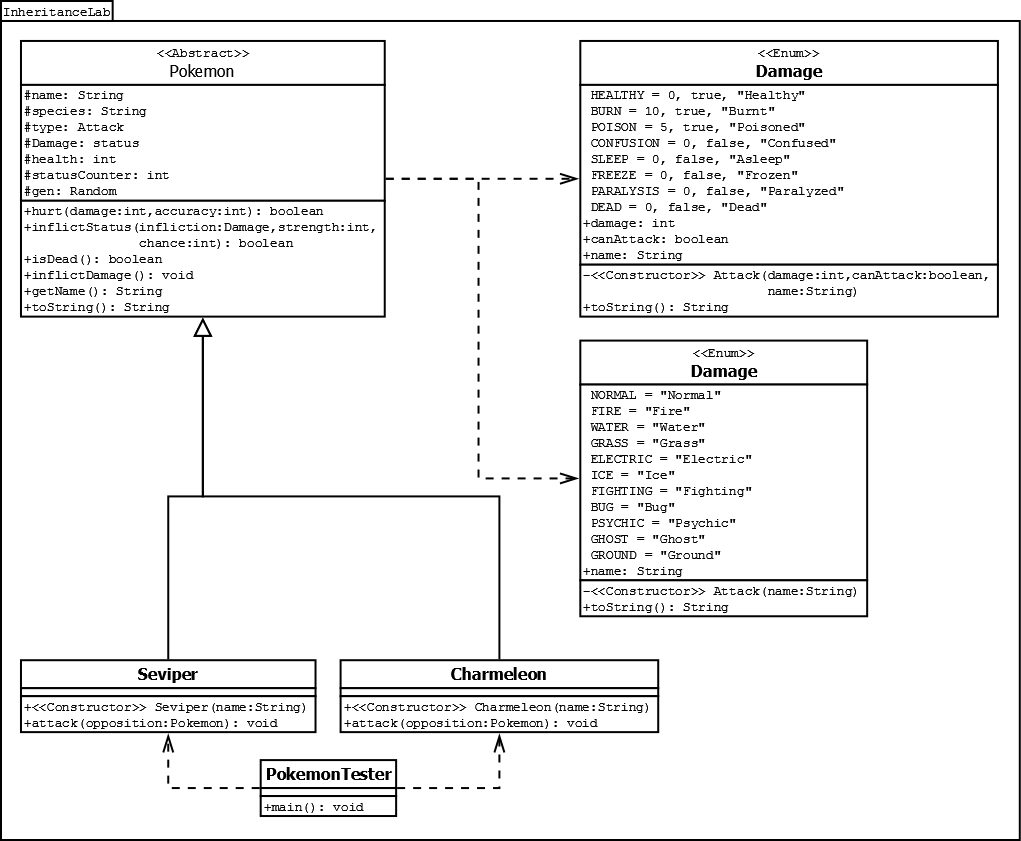 InheritanceLab
<<Abstract>>
Pokemon
#name: String
#species: String
#type: Attack
#Damage: status
#health: int
#statusCounter: int
#gen: Random
+hurt(damage:int,accuracy:int): boolean
+inflictStatus(infliction:Damage,strength:int,
chance:int): boolean
+isDead(): boolean
+inflictDamage(): void
+getName(): String
+toString(): String
<<Enum>>
Damage
HEALTHY = 0, true, "Healthy"
BURN = 10, true, "Burnt"
POISON = 5, true, "Poisoned"
CONFUSION = 0, false, "Confused"
SLEEP = 0, false, "Asleep"
FREEZE = 0, false, "Frozen"
PARALYSIS = 0, false, "Paralyzed"
DEAD = 0, false, "Dead"
+damage: int
+canAttack: boolean
+name: String
-<<Constructor>> Attack(damage:int,canAttack:boolean,
name:String)
+toString(): String
<<Enum>>
Damage
NORMAL = "Normal"
FIRE = "Fire"
WATER = "Water"
GRASS = "Grass"
ELECTRIC = "Electric"
ICE = "Ice"
FIGHTING = "Fighting"
BUG = "Bug"
PSYCHIC = "Psychic"
GHOST = "Ghost"
GROUND = "Ground"
+name: String
-<<Constructor>> Attack(name:String)
+toString(): String
Seviper
+<<Constructor>> Seviper(name:String)
+attack(opposition:Pokemon): void
Charmeleon
+<<Constructor>> Charmeleon(name:String)
+attack(opposition:Pokemon): void
PokemonTester
+main(): void